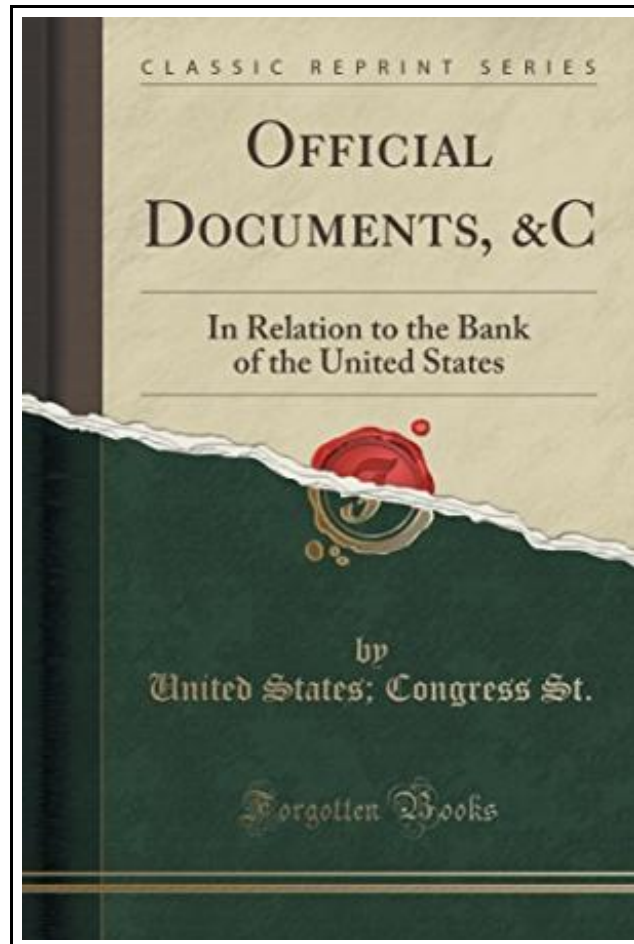 CLASSIC REPRINT SERIES
OFFICIAL
DOCUMENTS, &C
In Relation to the Bank
of the United States
by
United States; Congress St.
Forgotten Books